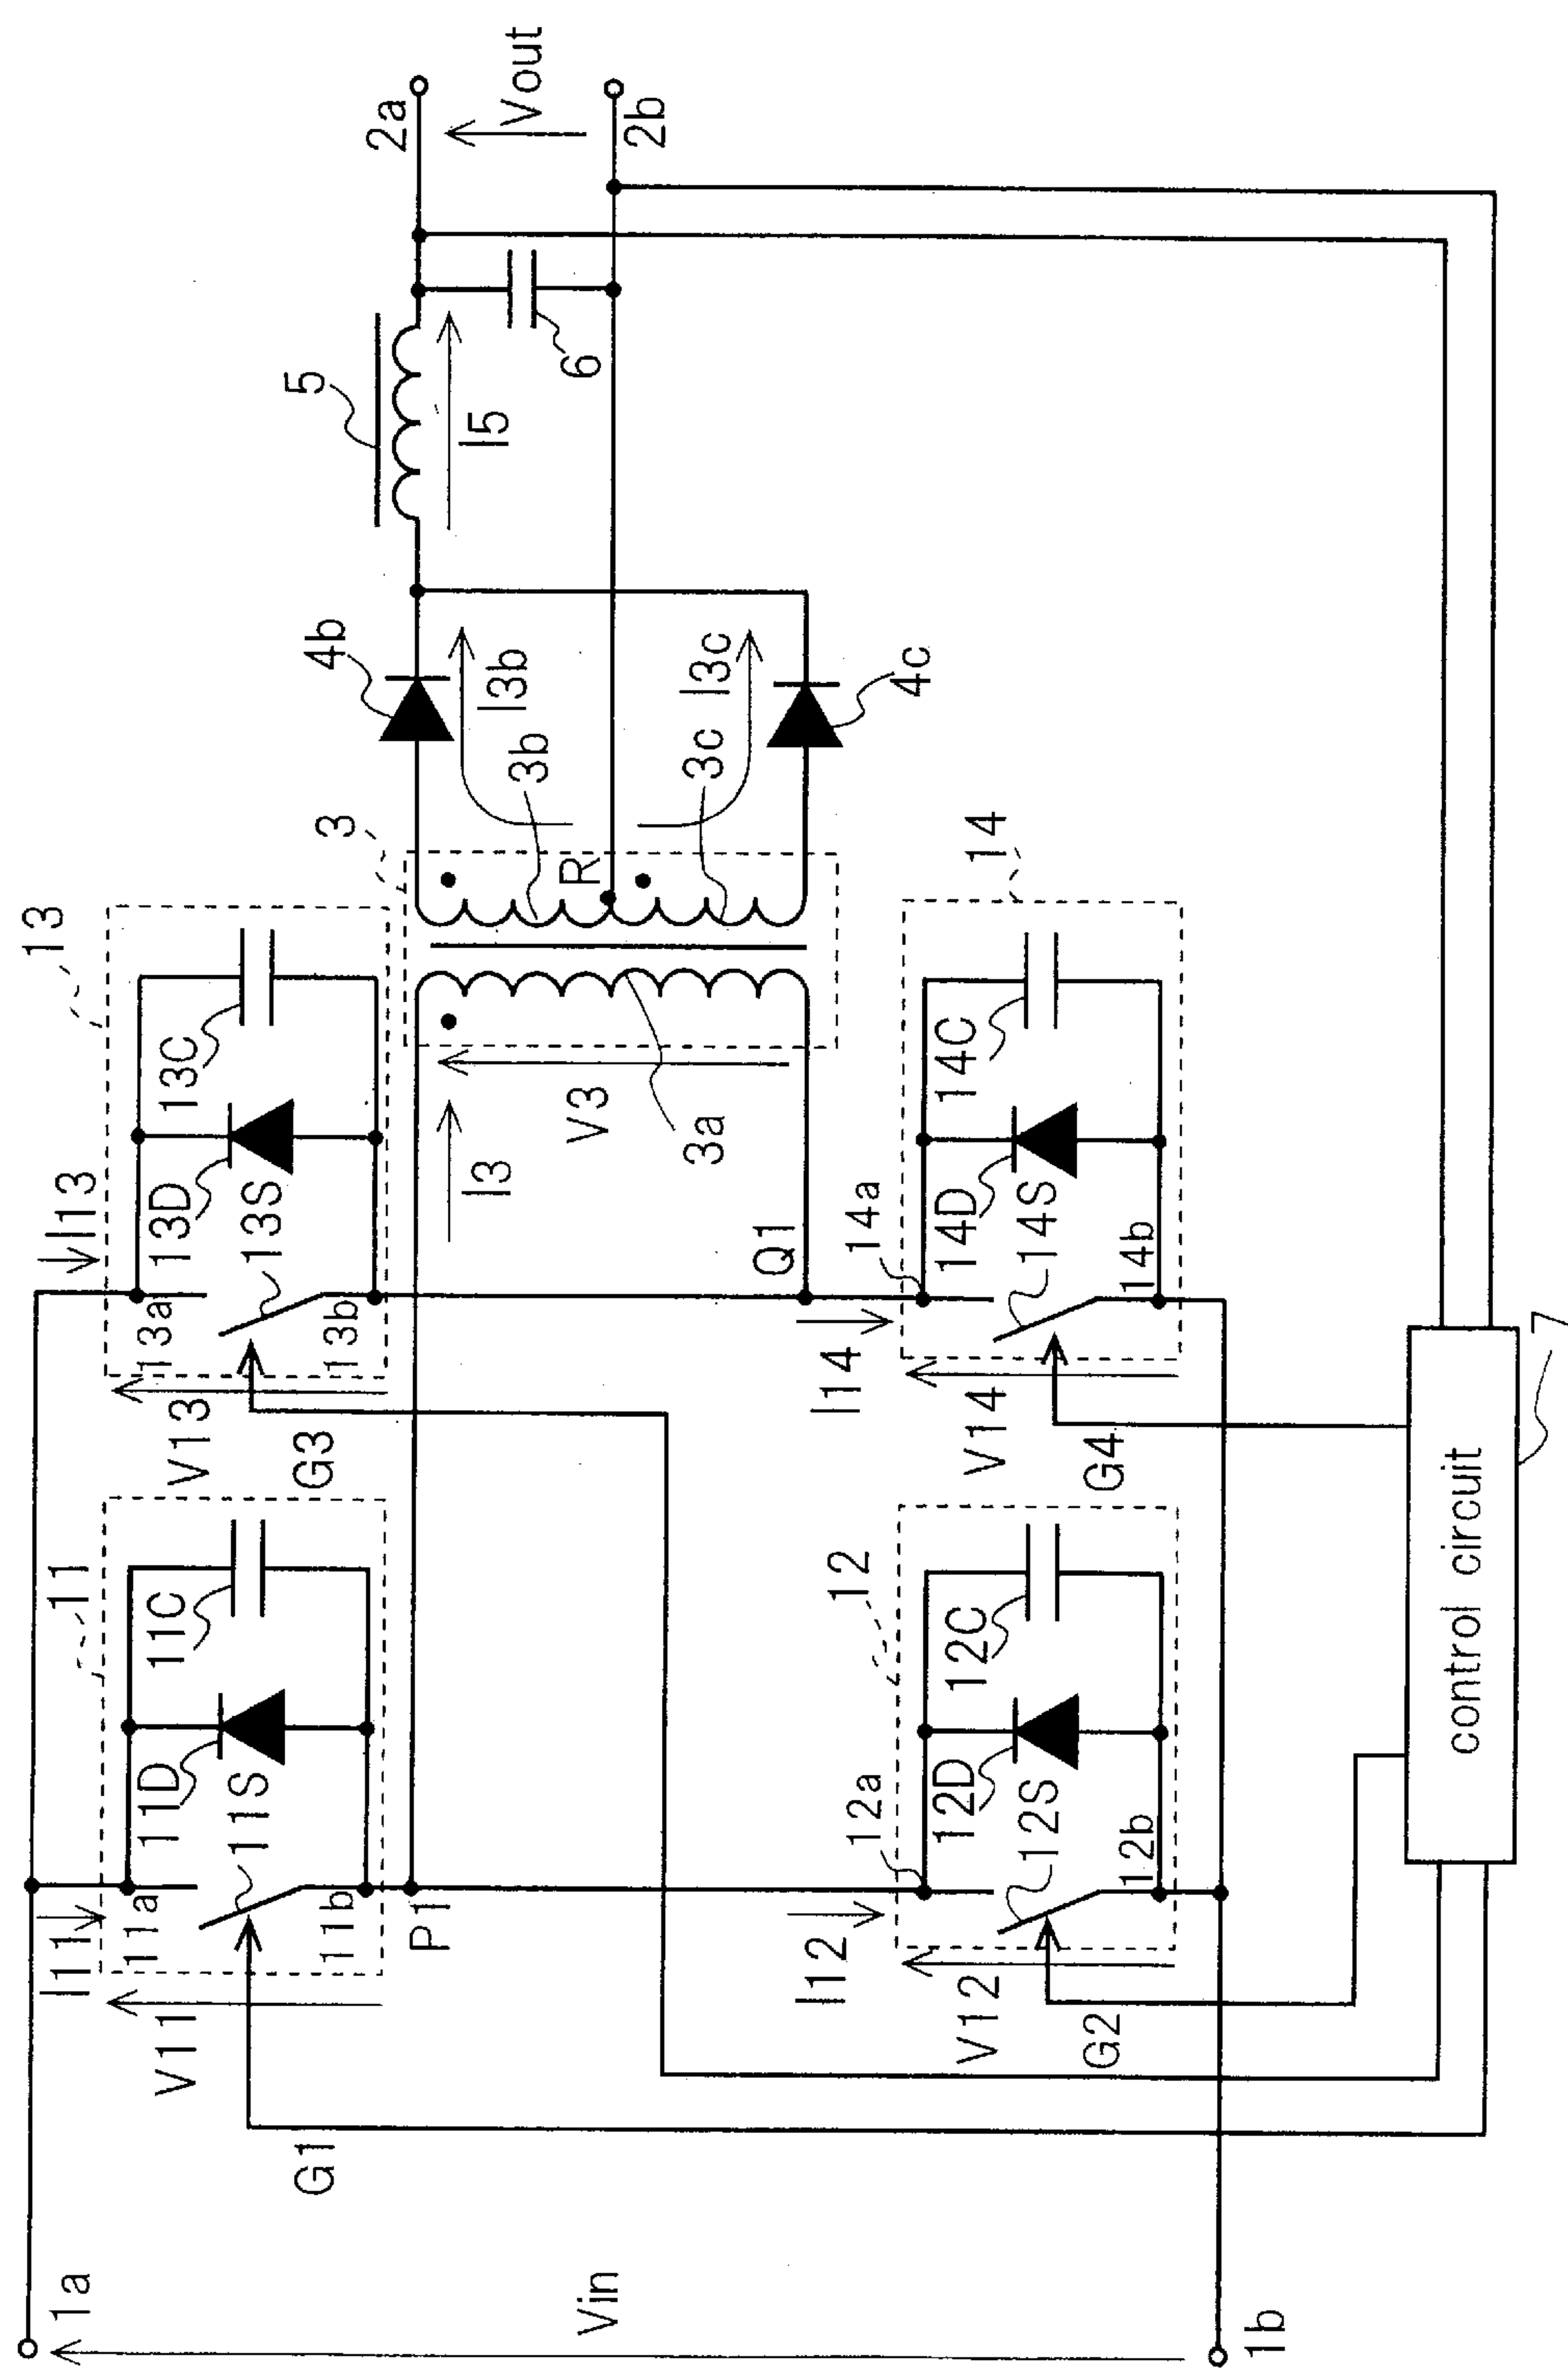 1a
Vin
1b
G1
V11
I11
11a
11b
11
11D
11S
11C
P1
V12
G2
I12
12a
12b
12
12D
12S
12C
V13
G3
I13
13a
13b
13
13D
13S
13C
Q1
I14
V14
G4
14a
14b
14
14D
14S
14C
I3
V3
3a
3
R
3b
3c
I3b
I3c
4b
4c
5
I5
6
2a
Vout
2b
control circuit
7